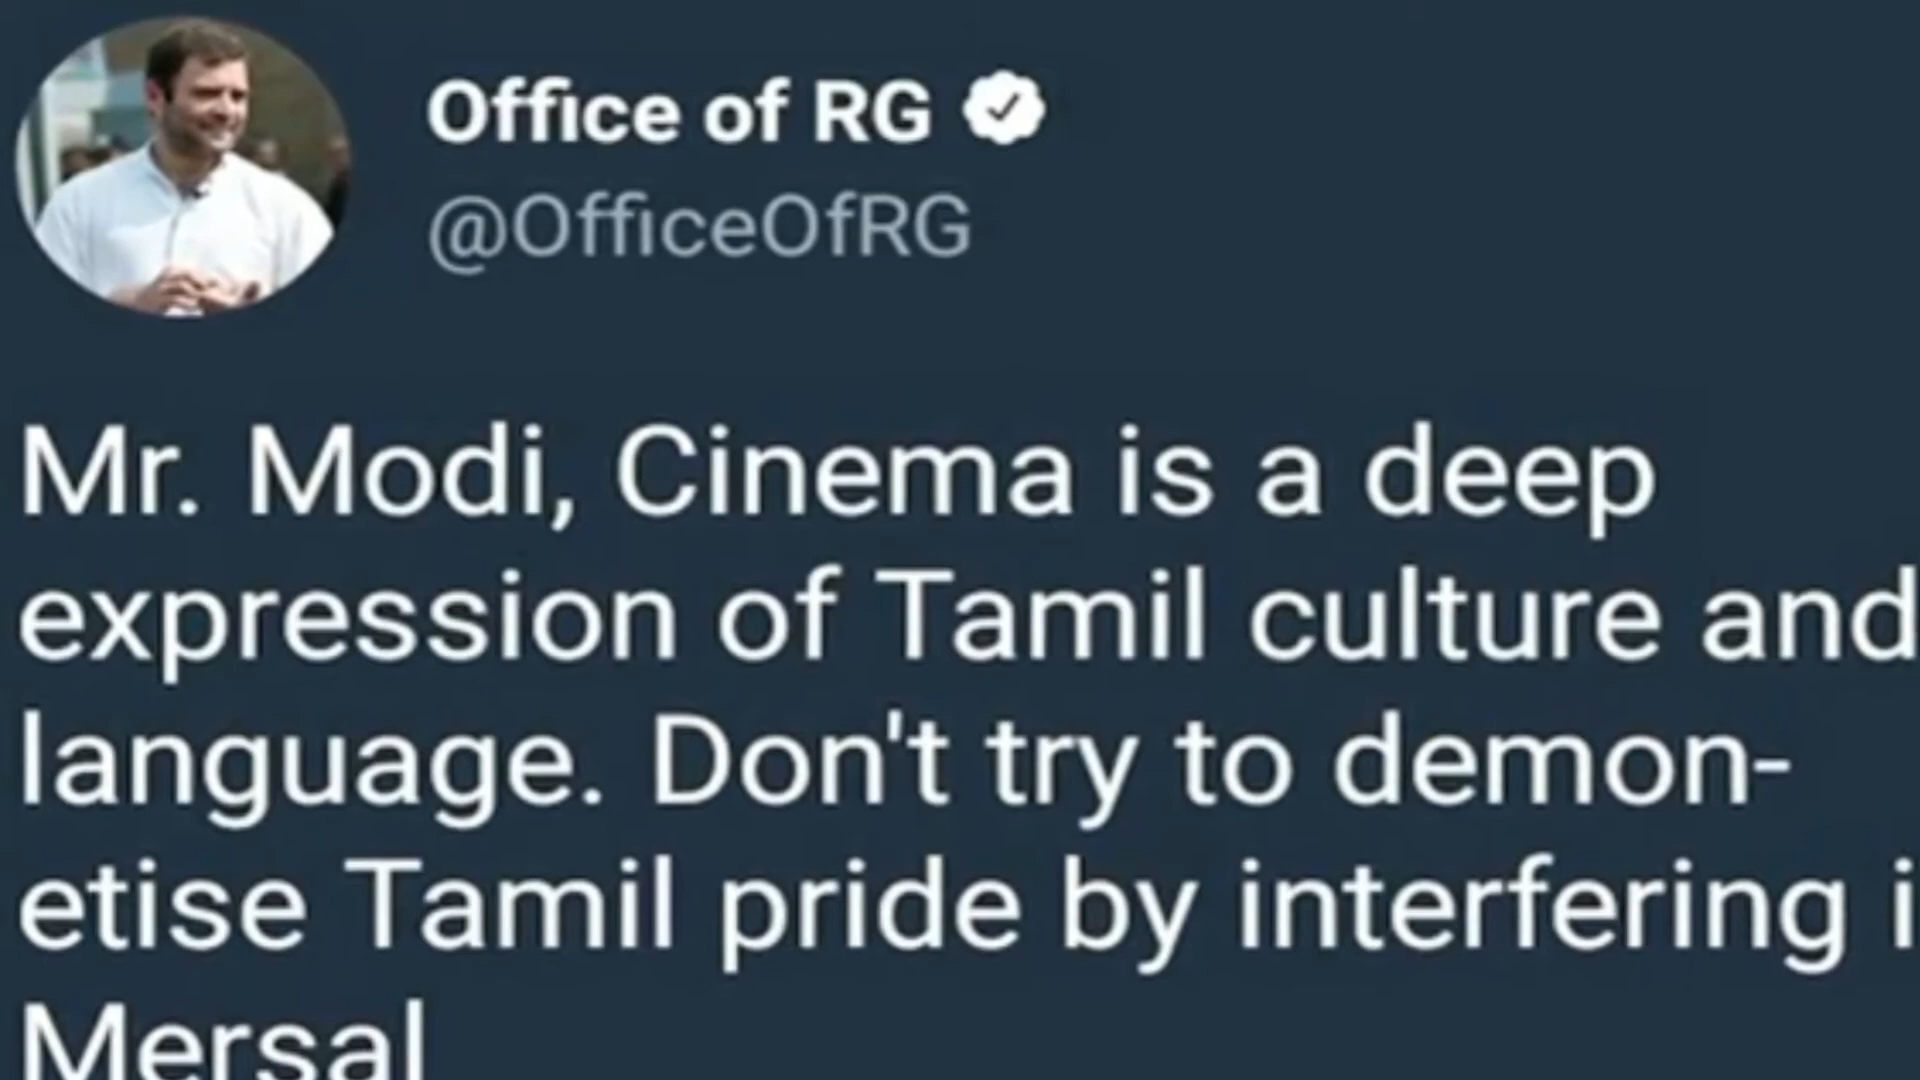 Office of RG
@OfficeOfRG
Mr. Modi, Cinema is a deep
expression of Tamil culture and
language. Don't try to demon-
etise Tamil pride by interfering i
Mersal